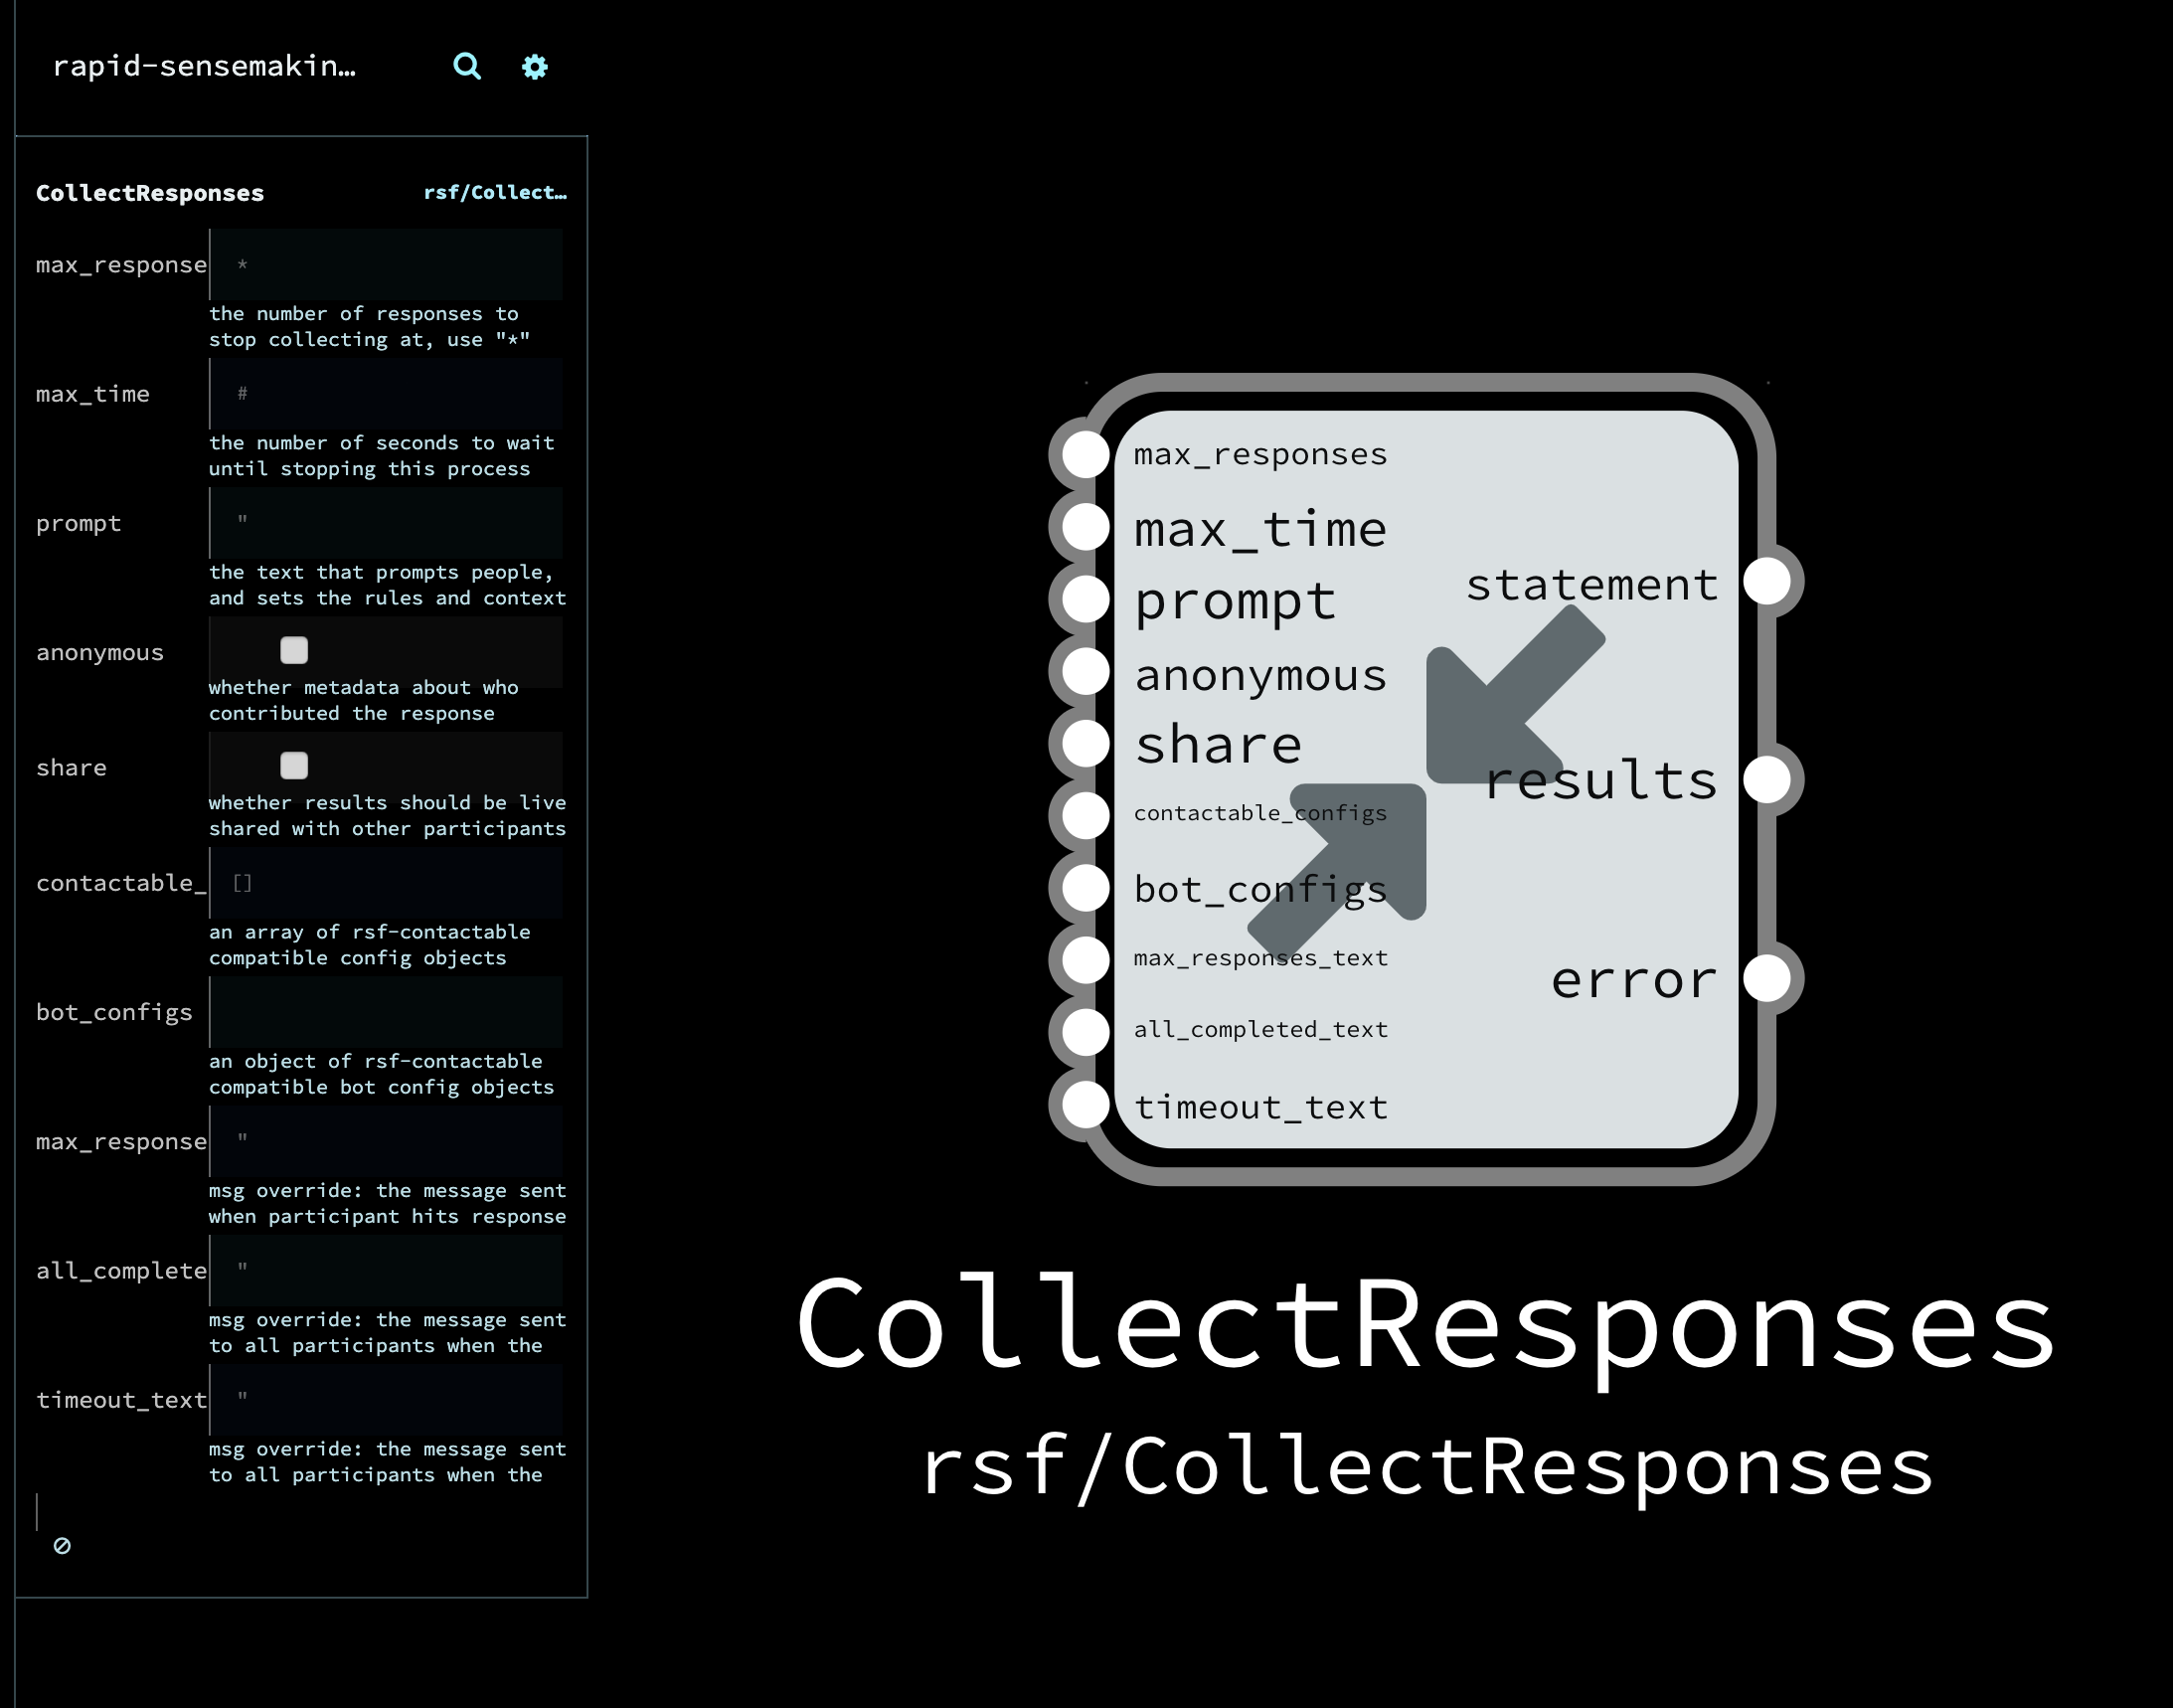 rapid-sensemakin…
CollectResponses
rsf/Collect…
max_response
*
the number of responses to
stop collecting at, use "*"
max_time
#
the number of seconds to wait
until stopping this process
prompt
"
the text that prompts people,
and sets the rules and context
anonymous
whether metadata about who
contributed the response
share
whether results should be live
shared with other participants
contactable_
[]
an array of rsf-contactable
compatible config objects
bot_configs
an object of rsf-contactable
compatible bot config objects
max_response
"
msg override: the message sent
when participant hits response
all_complete
"
msg override: the message sent
to all participants when the
timeout_text
"
msg override: the message sent
to all participants when the
max_responses
max_time
prompt
anonymous
share
contactable_configs
bot_configs
max_responses_text
all_completed_text
timeout_text
statement
results
error
CollectResponses
rsf/CollectResponses